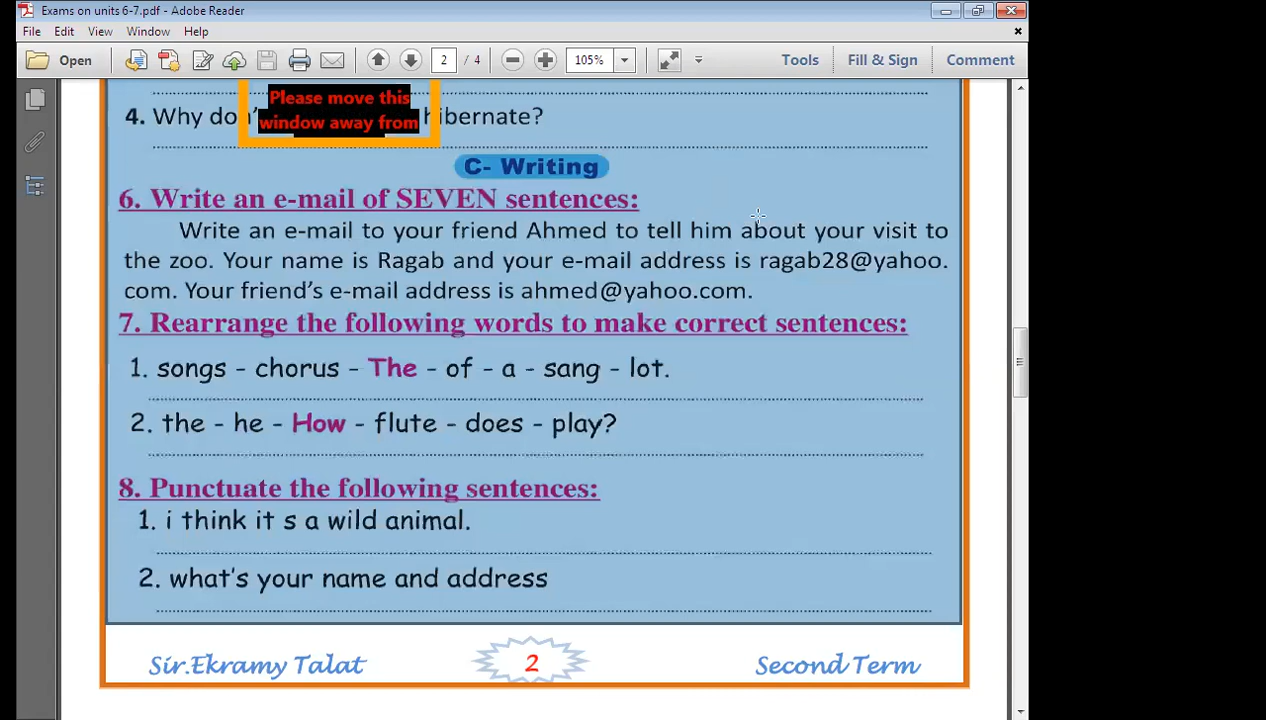 Exams on units 6-7.pdf - Adobe Reader
File Edit View Window Help
Open 2 / 4 105% Tools Fill & Sign Comment
Please move this
window away from
4. Why don' hibernate?
C- Writing
6. Write an e-mail of SEVEN sentences:
Write an e-mail to your friend Ahmed to tell him about your visit to
the zoo. Your name is Ragab and your e-mail address is ragab28@yahoo.
com. Your friend's e-mail address is ahmed@yahoo.com.
7. Rearrange the following words to make correct sentences:
1. songs - chorus - The - of - a - sang - lot.
2. the - he - How - flute - does - play?
8. Punctuate the following sentences:
1. i think it s a wild animal.
2. what's your name and address
Sir.Ekramy Talat 2 Second Term